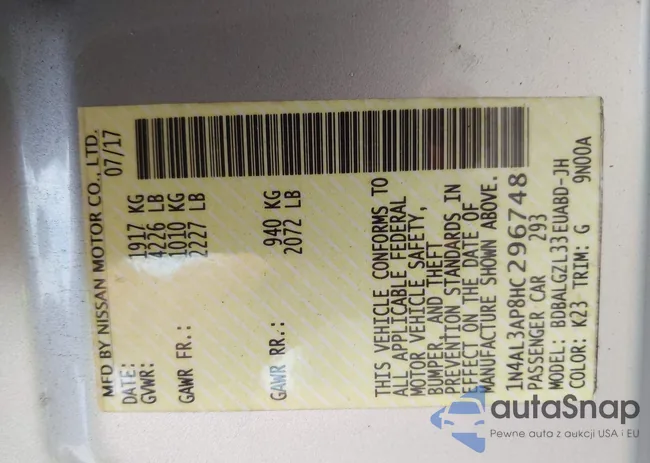 MFD BY NISSAN MOTOR CO., LTD.
DATE: 07/17
GVWR: 1917 KG
4226 LB
GAWR FR.: 1010 KG
2227 LB
GAWR RR.: 940 KG
2072 LB
THIS VEHICLE CONFORMS TO
ALL APPLICABLE FEDERAL
MOTOR VEHICLE SAFETY,
BUMPER, AND THEFT
PREVENTION STANDARDS IN
EFFECT ON THE DATE OF
MANUFACTURE SHOWN ABOVE.
1N4AL3AP8HC296748
PASSENGER CAR 293
MODEL: BDBALGZL33EUABD-JH
COLOR: K23 TRIM: G 9N00A
autaSnap
Pewne auta z aukcji USA i EU